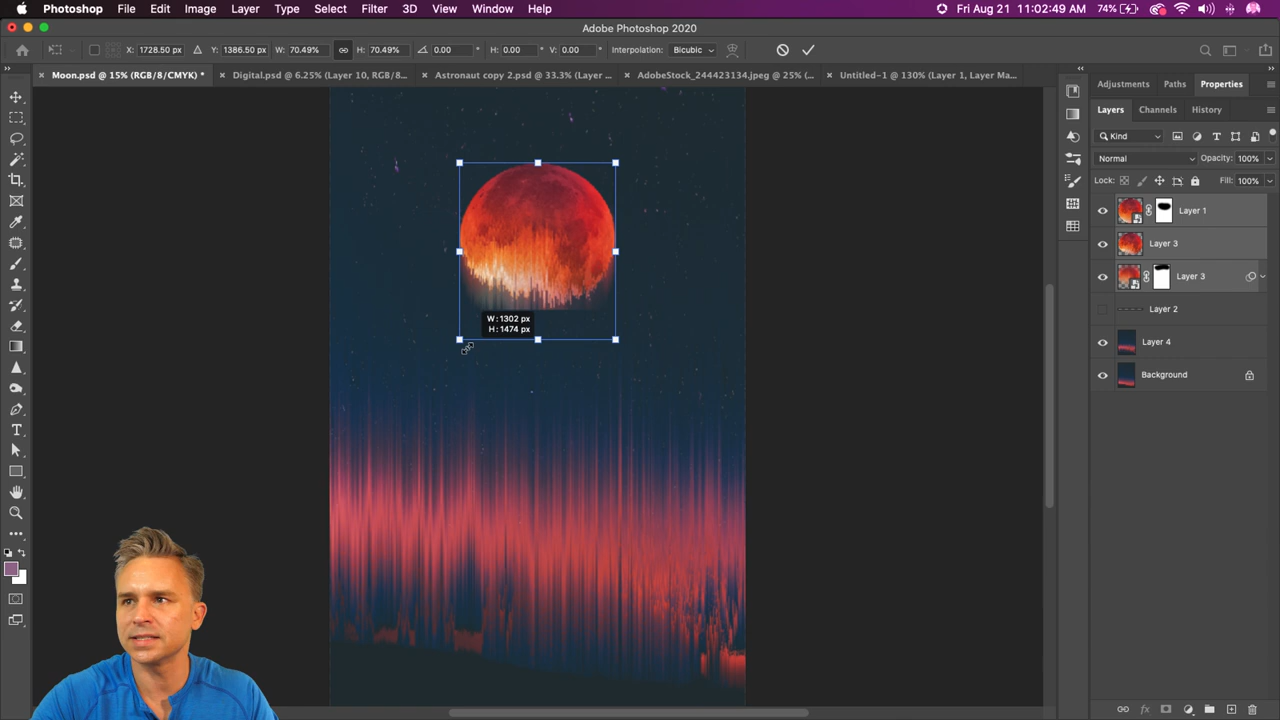 Photoshop File Edit Image Layer Type Select Filter 3D View Window Help Fri Aug 21 11:02:49 AM 74%
Adobe Photoshop 2020
X: 1728.50 px Y: 1386.50 px W: 70.49% H: 70.49% 0.00 ° H: 0.00 ° V: 0.00 ° Interpolation: Bicubic
Moon.psd @ 15% (RGB/8/CMYK) * Digital.psd @ 6.25% (Layer 10, RGB/8... Astronaut copy 2.psd @ 33.3% (Layer ... AdobeStock_244423134.jpeg @ 25% (... Untitled-1 @ 130% (Layer 1, Layer Ma...
Adjustments Paths Properties
Layers Channels History
Kind
Normal Opacity: 100%
Lock: Fill: 100%
Layer 1
Layer 3
Layer 3
Layer 2
Layer 4
Background
W: 1302 px
H: 1474 px